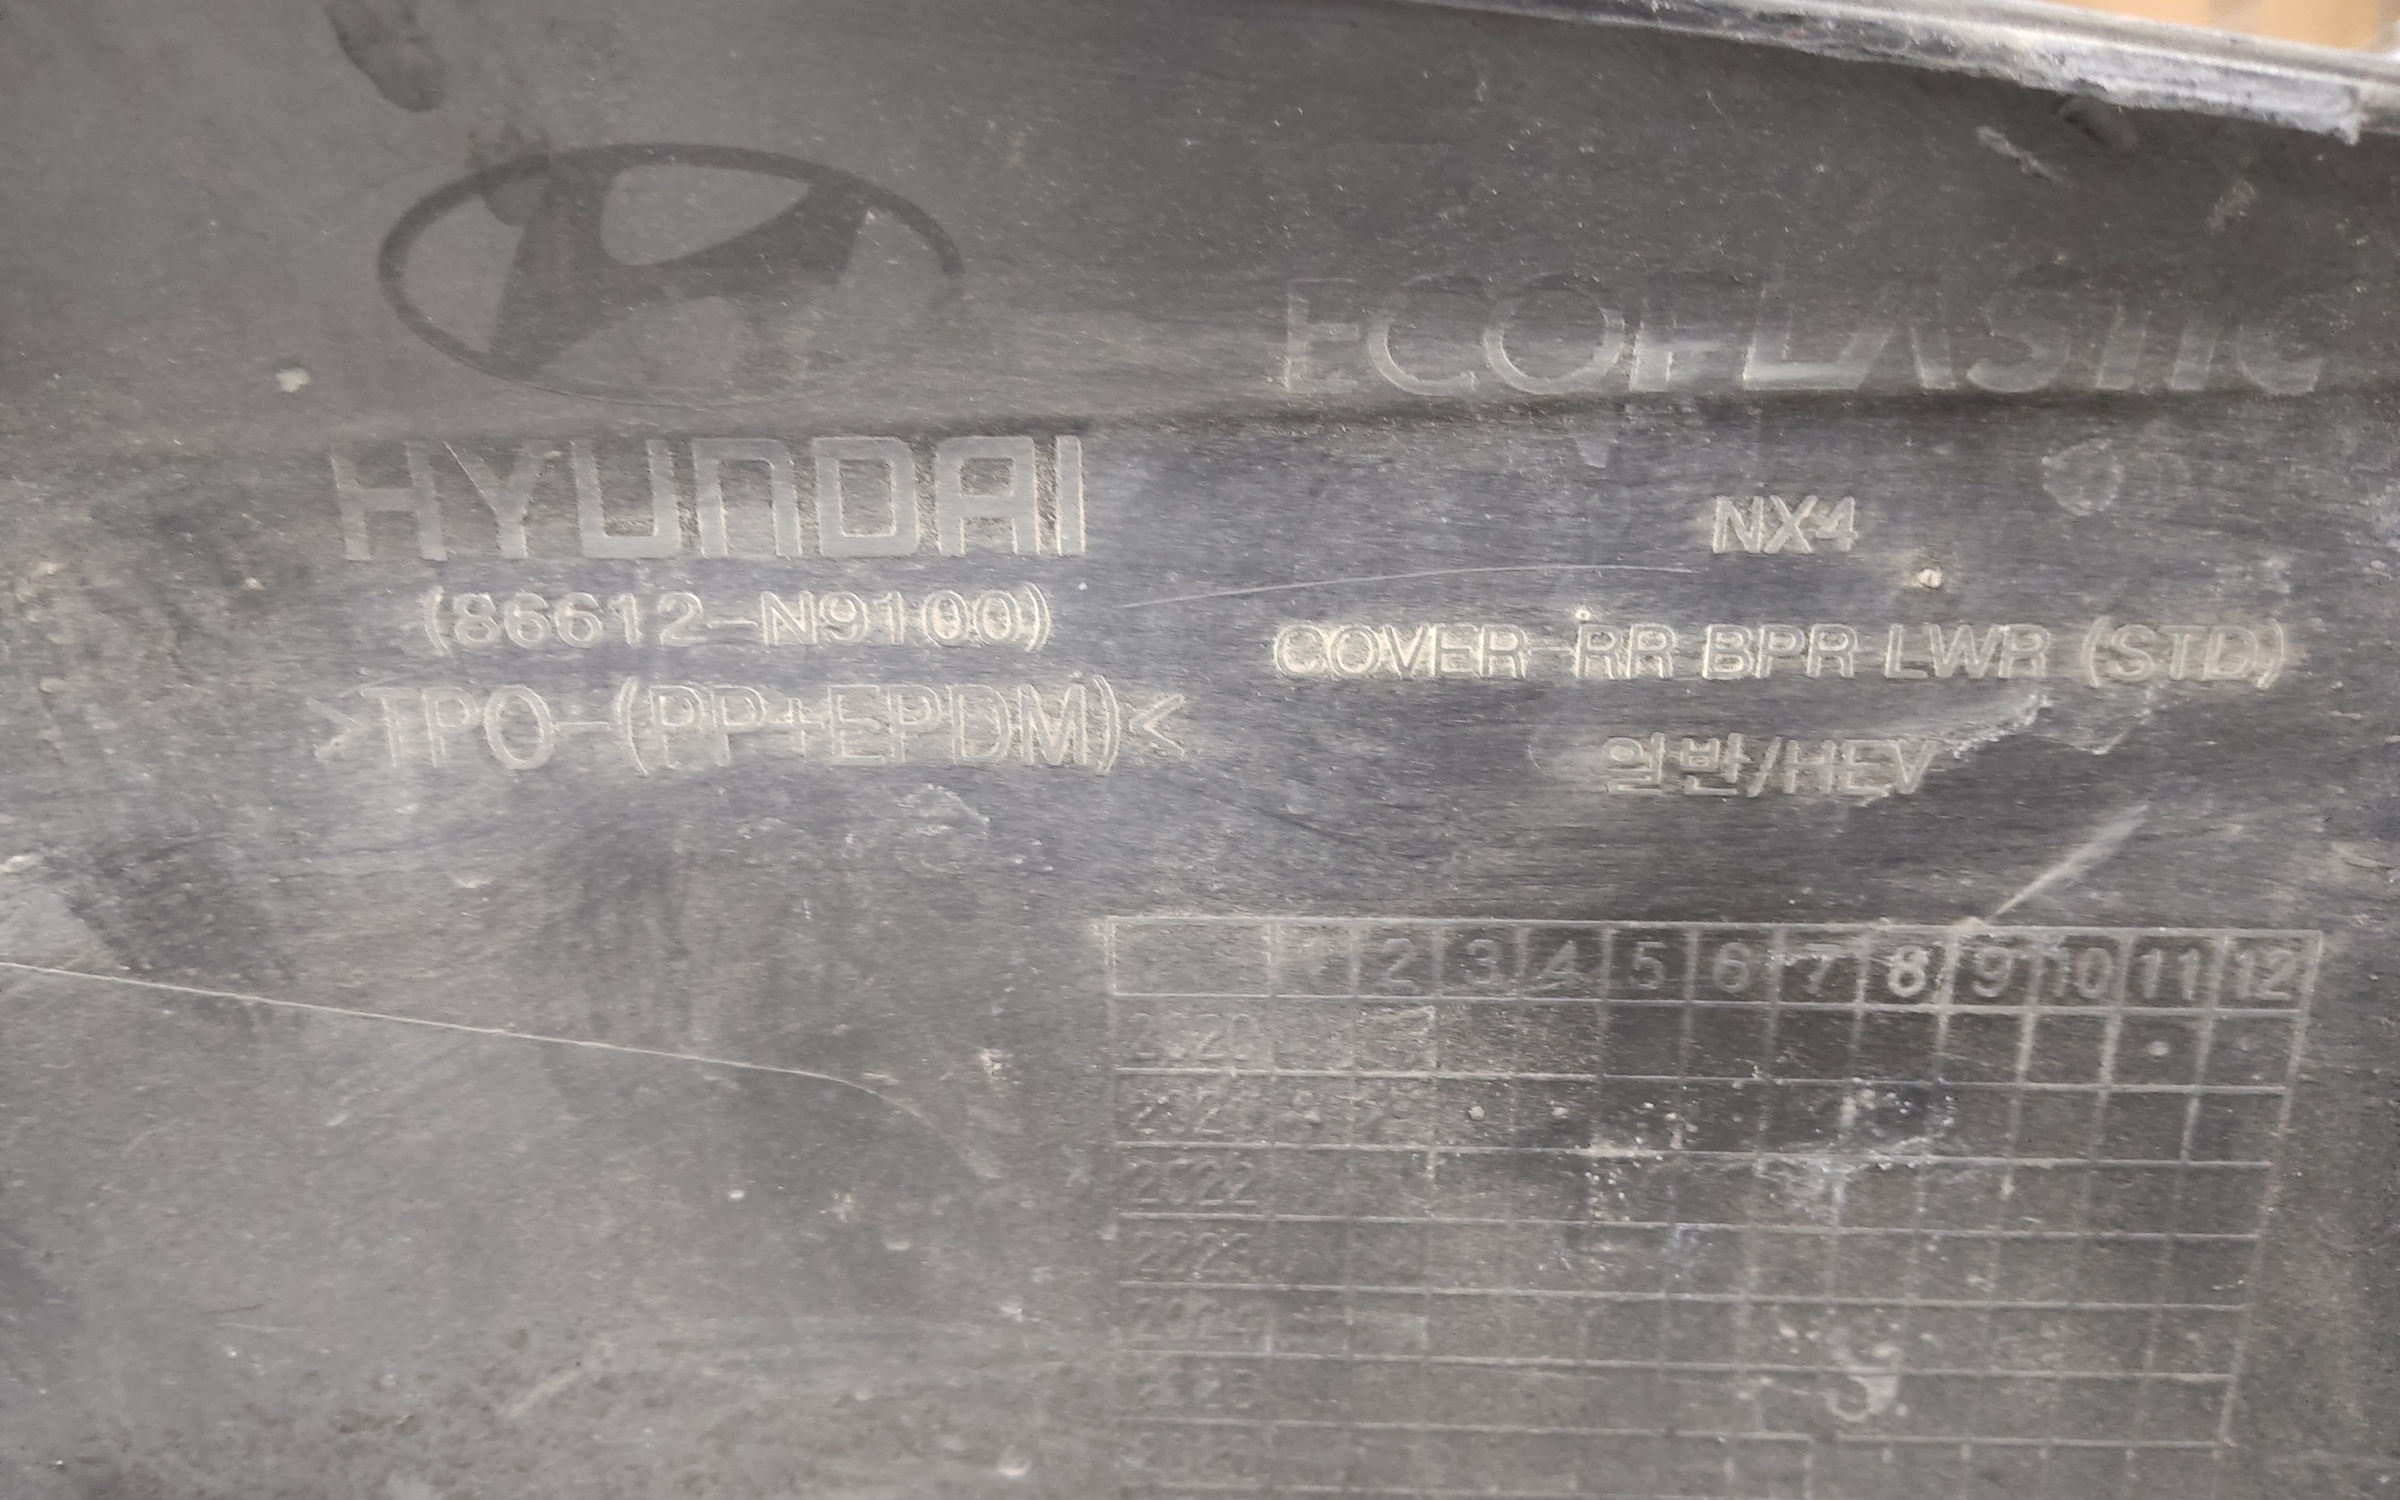 HYUNDAI
(86612-N9100)
>TPO-(PP+EPDM)<
ECOPLASTIC
NX4
COVER-RR BPR LWR (STD)
일반/HEV
2 3 4 5 6 7 8 9 10 11 12
2020
2022